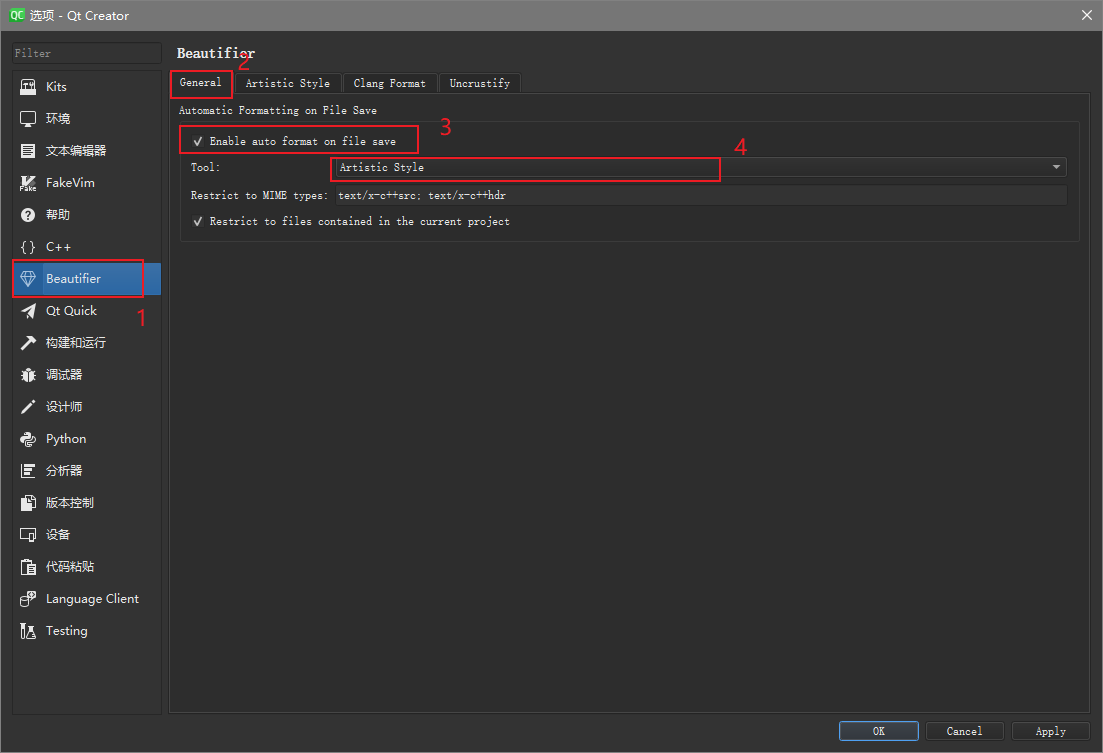 选项 - Qt Creator
Filter
Kits
环境
文本编辑器
FakeVim
帮助
C++
Beautifier
Qt Quick
构建和运行
调试器
设计师
Python
分析器
版本控制
设备
代码粘贴
Language Client
Testing
1
Beautifier
2
General Artistic Style Clang Format Uncrustify
Automatic Formatting on File Save
3
Enable auto format on file save
4
Tool: Artistic Style
Restrict to MIME types: text/x-c++src; text/x-c++hdr
Restrict to files contained in the current project
OK Cancel Apply